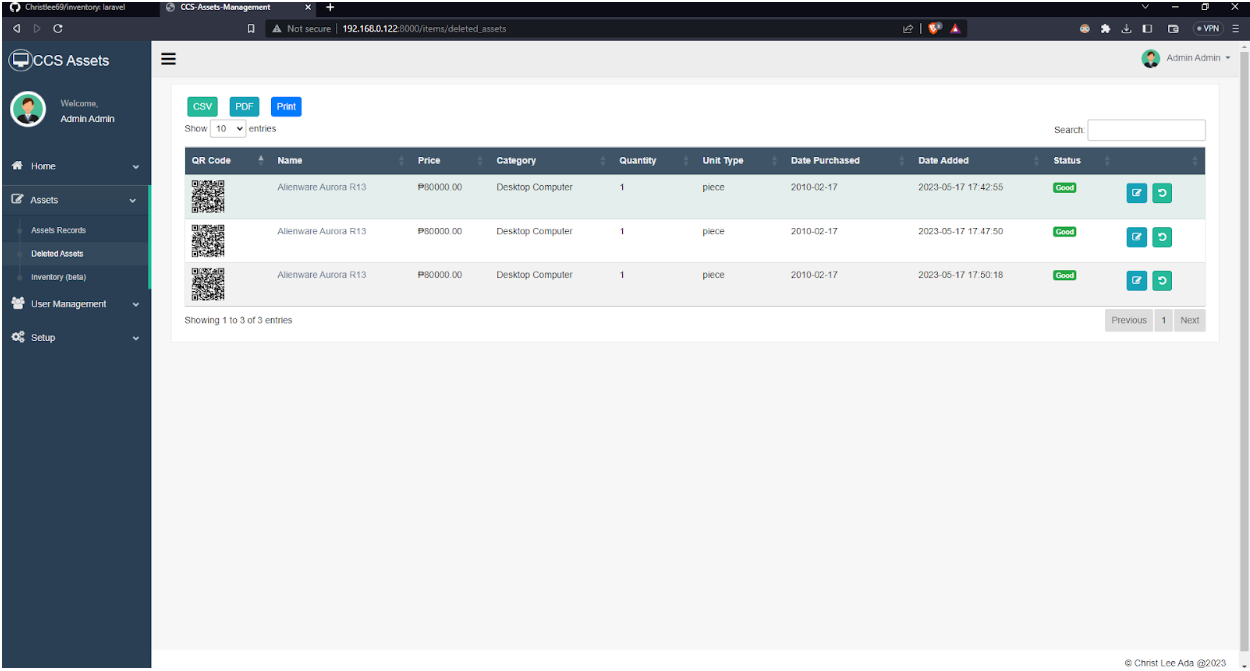 Christlee69/inventory: laravel
CCS-Assets-Management
Not secure 192.168.0.122:8000/items/deleted_assets
VPN
CCS Assets
Admin Admin
Welcome,
Admin Admin
Home
Assets
Assets Records
Deleted Assets
Inventory (beta)
User Management
Setup
CSV PDF Print
Show 10 entries
Search:
QR Code Name Price Category Quantity Unit Type Date Purchased Date Added Status
Alienware Aurora R13 ₱80000.00 Desktop Computer 1 piece 2010-02-17 2023-05-17 17:42:55 Good
Alienware Aurora R13 ₱80000.00 Desktop Computer 1 piece 2010-02-17 2023-05-17 17:47:50 Good
Alienware Aurora R13 ₱80000.00 Desktop Computer 1 piece 2010-02-17 2023-05-17 17:50:18 Good
Showing 1 to 3 of 3 entries
Previous 1 Next
© Christ Lee Ada @2023